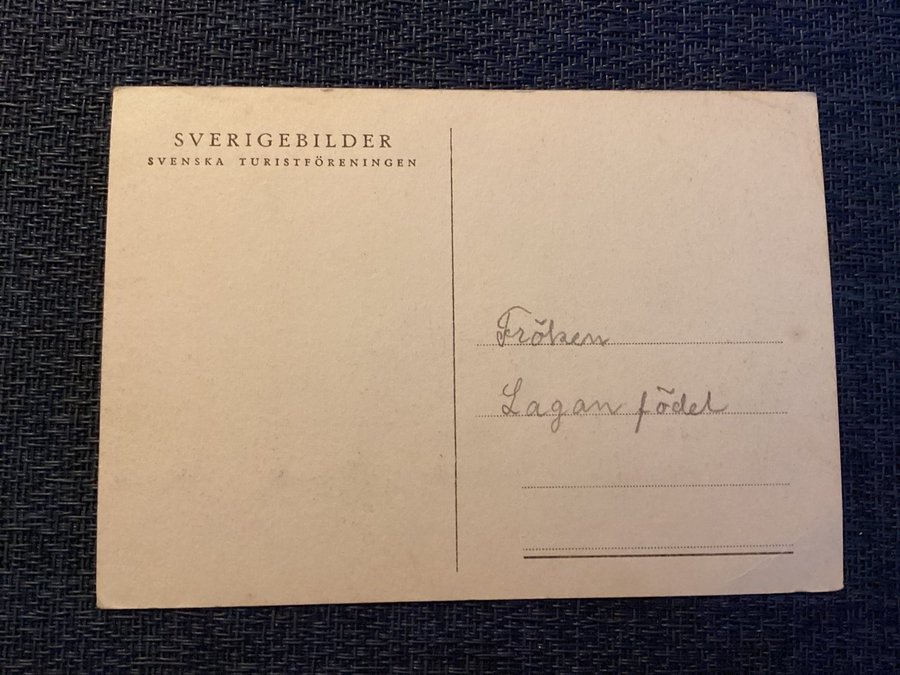 SVERIGEBILDER
SVENSKA TURISTFÖRENINGEN
Fröken
Lagan födel